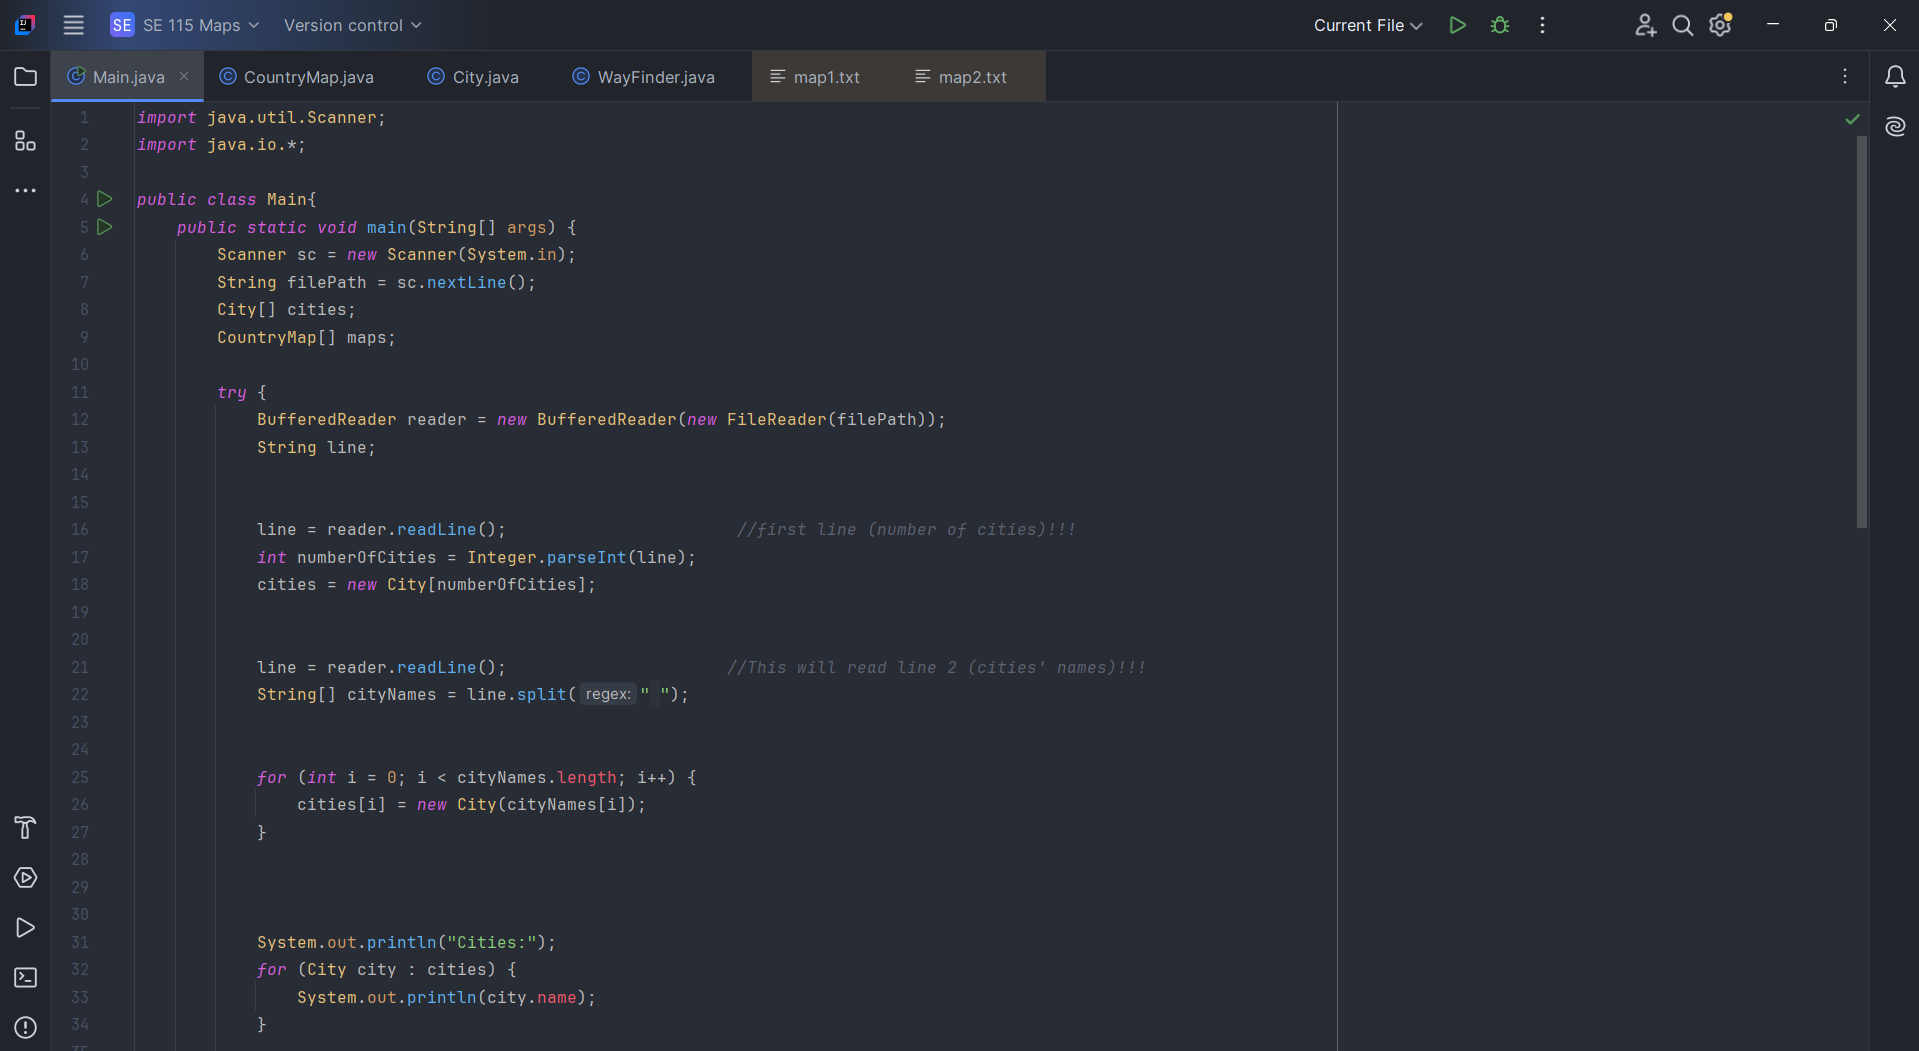 SE SE 115 Maps Version control Current File
Main.java CountryMap.java City.java WayFinder.java map1.txt map2.txt
1 import java.util.Scanner;
2 import java.io.*;
3
4 public class Main{
5 public static void main(String[] args) {
6 Scanner sc = new Scanner(System.in);
7 String filePath = sc.nextLine();
8 City[] cities;
9 CountryMap[] maps;
10
11 try {
12 BufferedReader reader = new BufferedReader(new FileReader(filePath));
13 String line;
14
15
16 line = reader.readLine(); //first line (number of cities)!!!
17 int numberOfCities = Integer.parseInt(line);
18 cities = new City[numberOfCities];
19
20
21 line = reader.readLine(); //This will read line 2 (cities' names)!!!
22 String[] cityNames = line.split( regex: " ");
23
24
25 for (int i = 0; i < cityNames.length; i++) {
26 cities[i] = new City(cityNames[i]);
27 }
28
29
30
31 System.out.println("Cities:");
32 for (City city : cities) {
33 System.out.println(city.name);
34 }
35